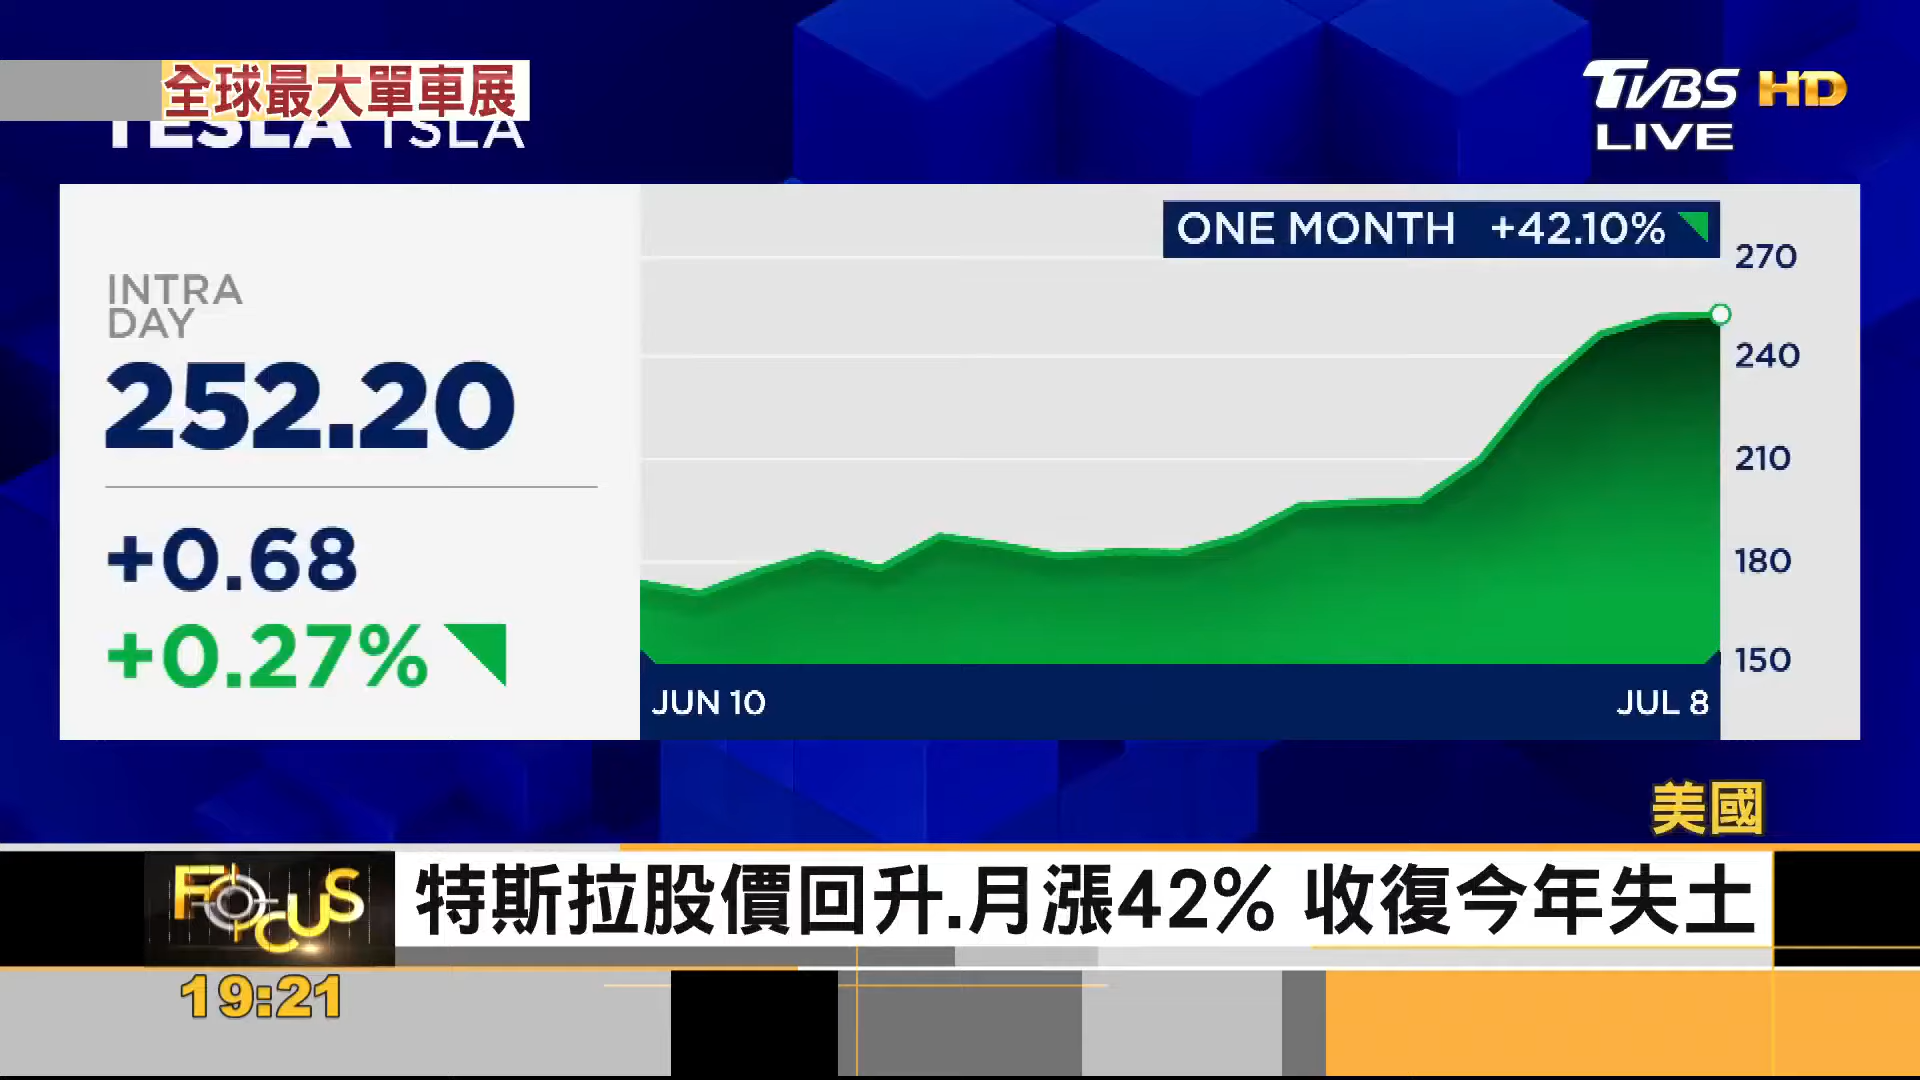 全球最大單車展
TESLA TSLA
TVBS HD
LIVE
INTRA
DAY
252.20
+0.68
+0.27%
ONE MONTH +42.10%
270
240
210
180
150
JUN 10
JUL 8
美國
FOCUS
特斯拉股價回升.月漲42% 收復今年失土
19:21